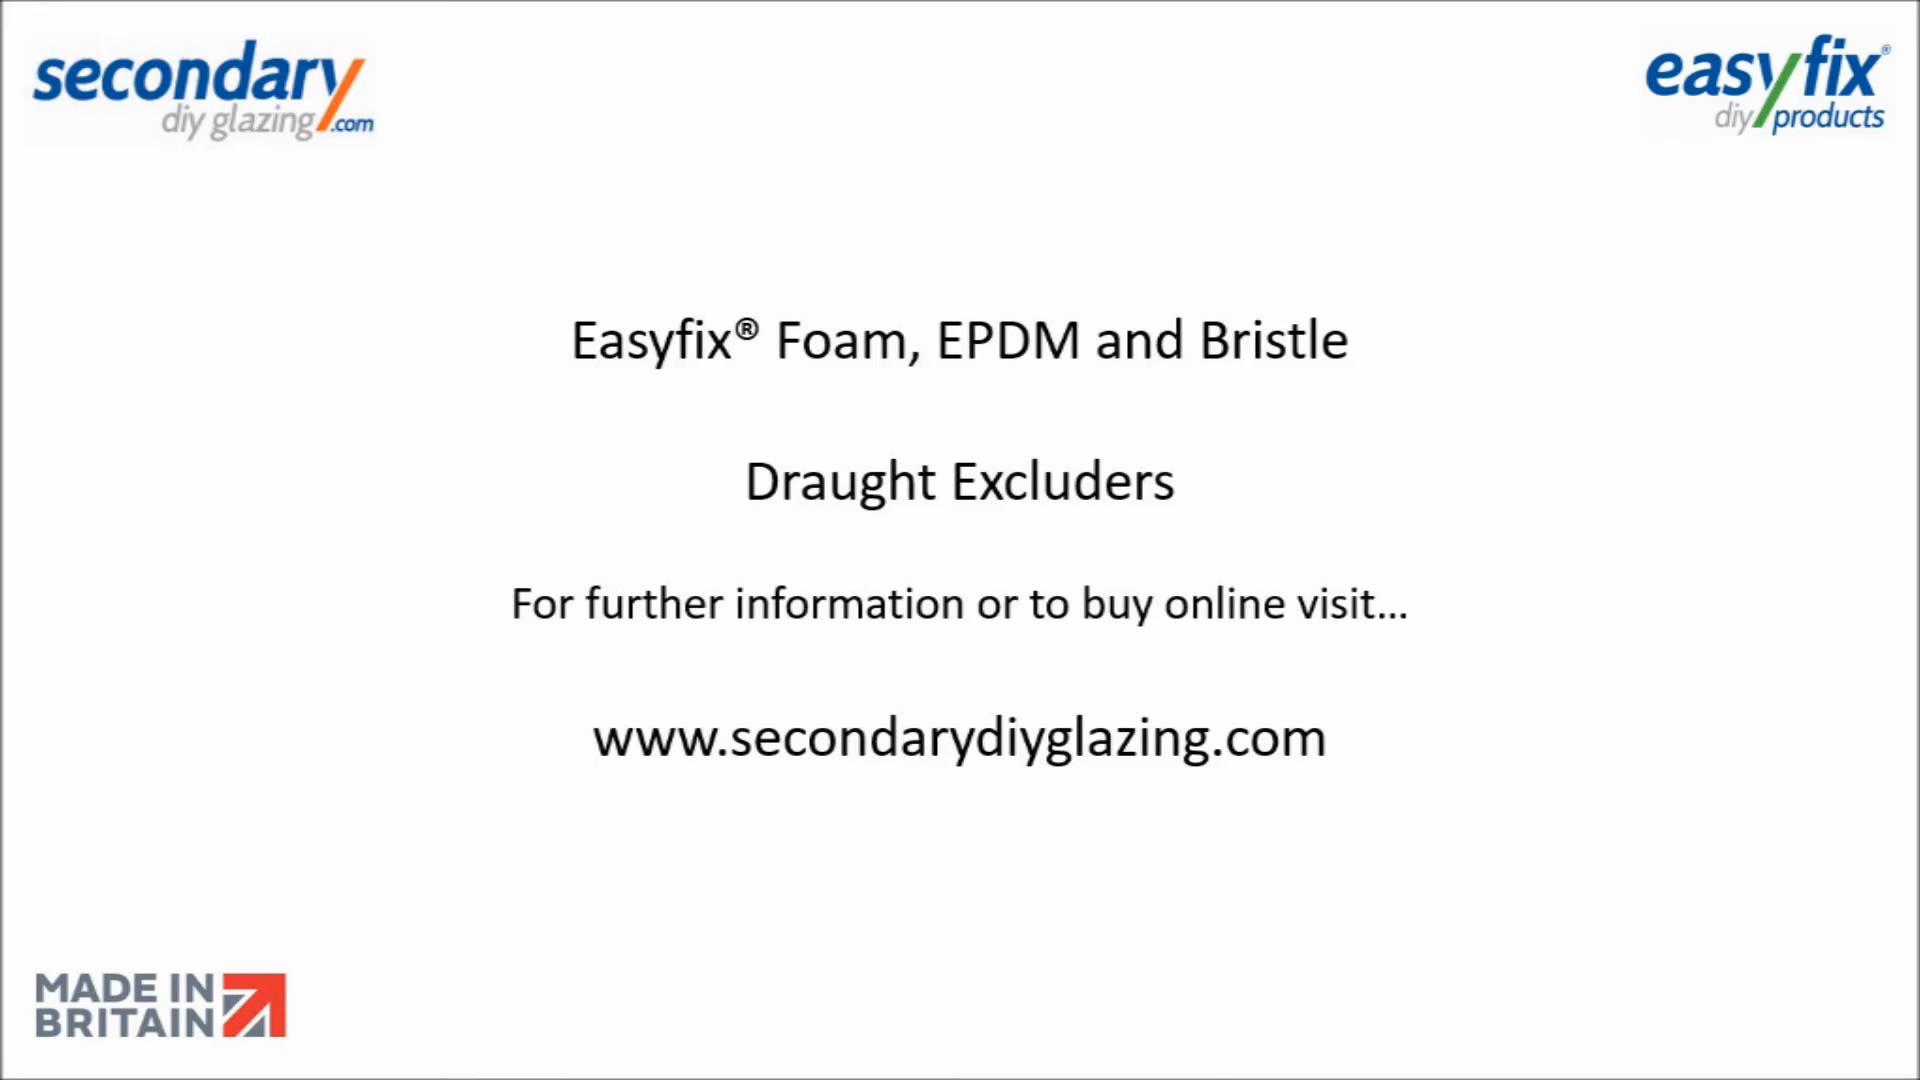 secondary
diy glazing.com
easyfix®
diy products
Easyfix® Foam, EPDM and Bristle
Draught Excluders
For further information or to buy online visit...
www.secondarydiyglazing.com
MADE IN
BRITAIN